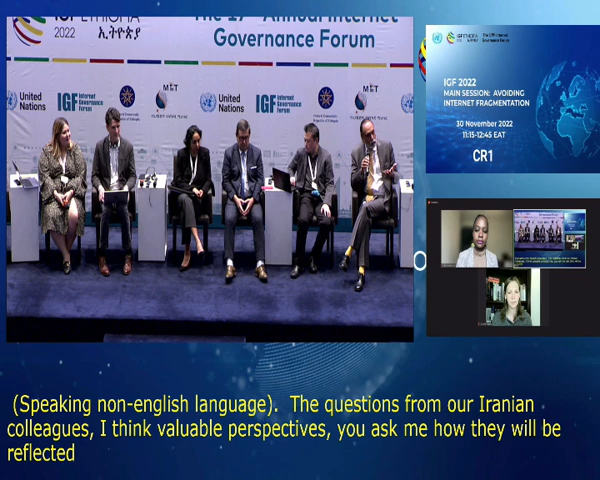 IGF ETHIOPIA
2022 ኢትዮጵያ
The 17th Annual Internet
Governance Forum
United
Nations
IGF Internet
Governance
Forum
United
Nations
IGF Internet
Governance
Forum
IGF 2022
MAIN SESSION: AVOIDING
INTERNET FRAGMENTATION
30 November 2022
11:15-12:45 EAT
CR1
(Speaking non-english language). The questions from our Iranian
colleagues, I think valuable perspectives, you ask me how they will be
reflected